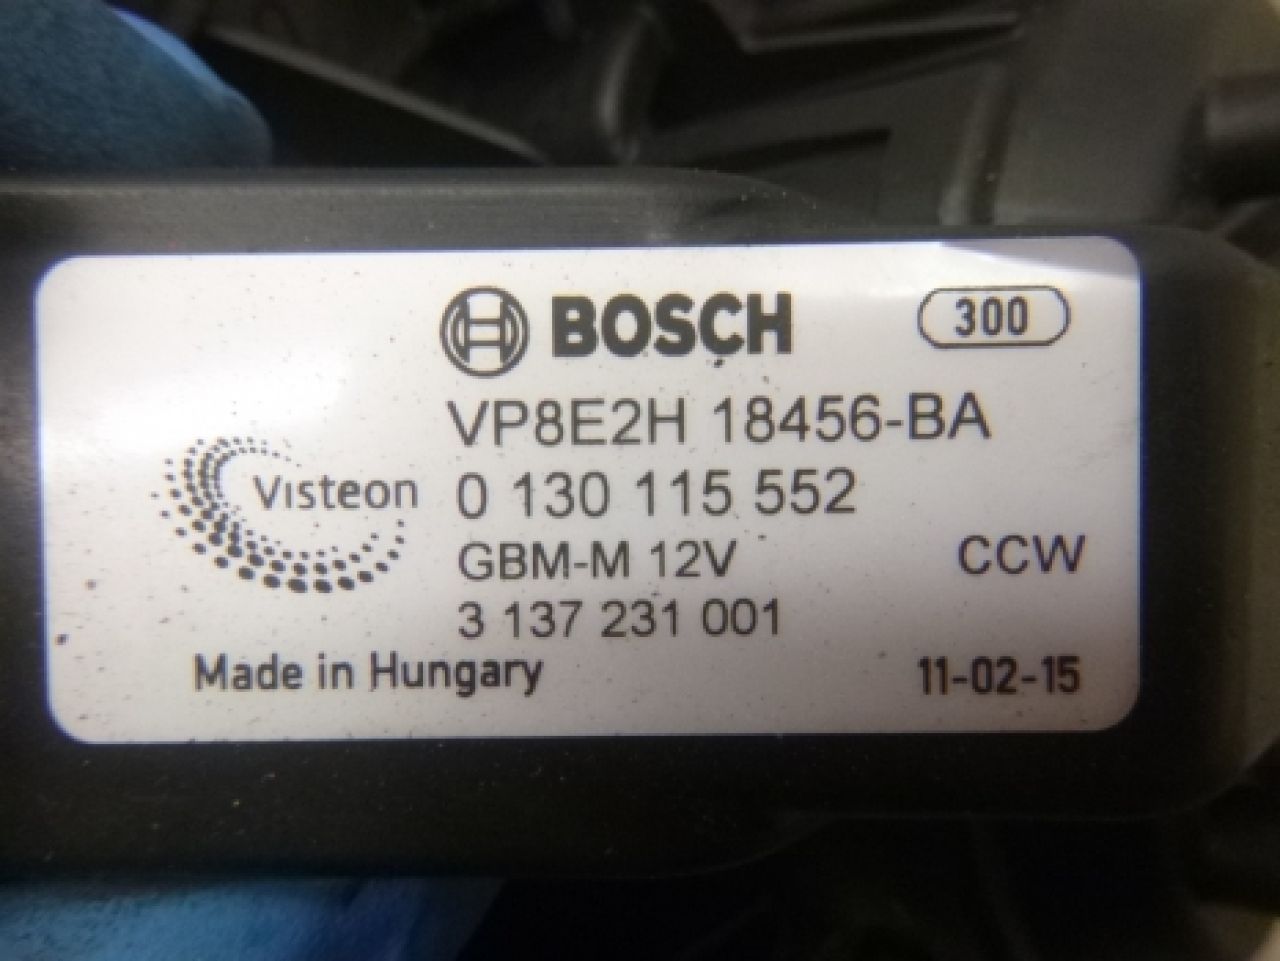 BOSCH 300
VP8E2H 18456-BA
Visteon 0 130 115 552
GBM-M 12V CCW
3 137 231 001
Made in Hungary 11-02-15